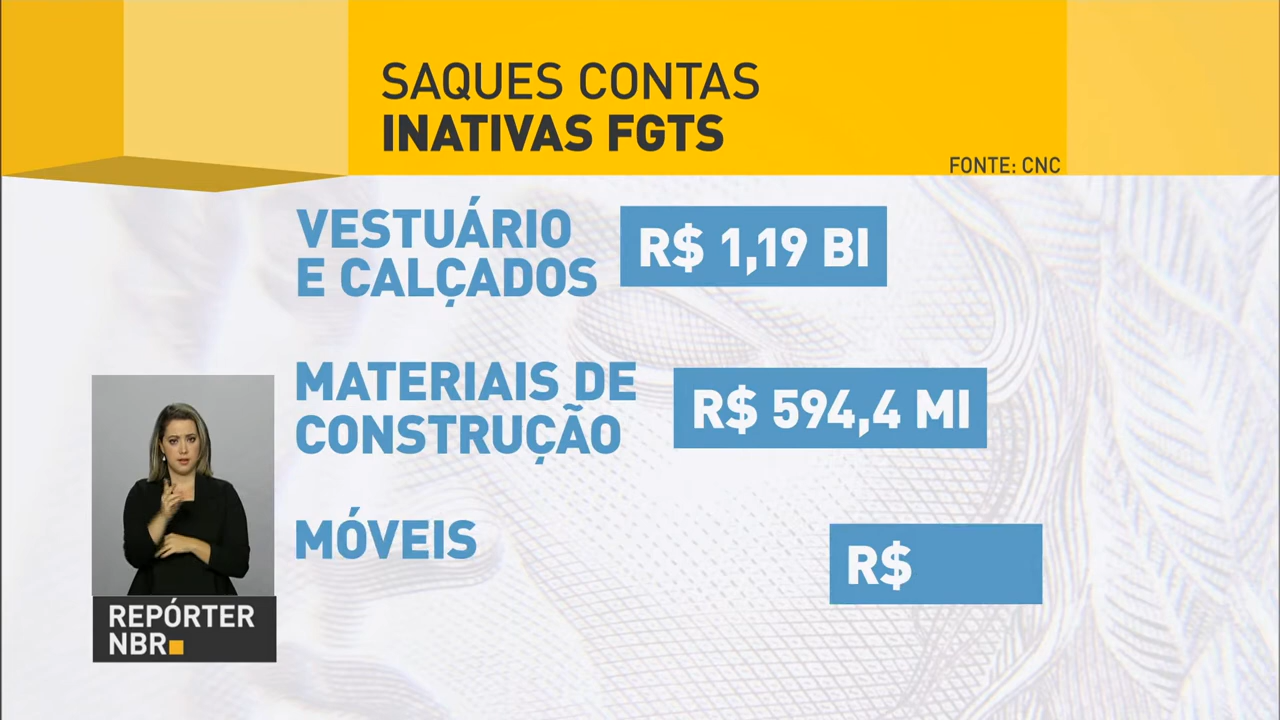 SAQUES CONTAS
INATIVAS FGTS
FONTE: CNC
VESTUÁRIO
E CALÇADOS
R$ 1,19 BI
MATERIAIS DE
CONSTRUÇÃO
R$ 594,4 MI
MÓVEIS
R$
REPÓRTER
NBR